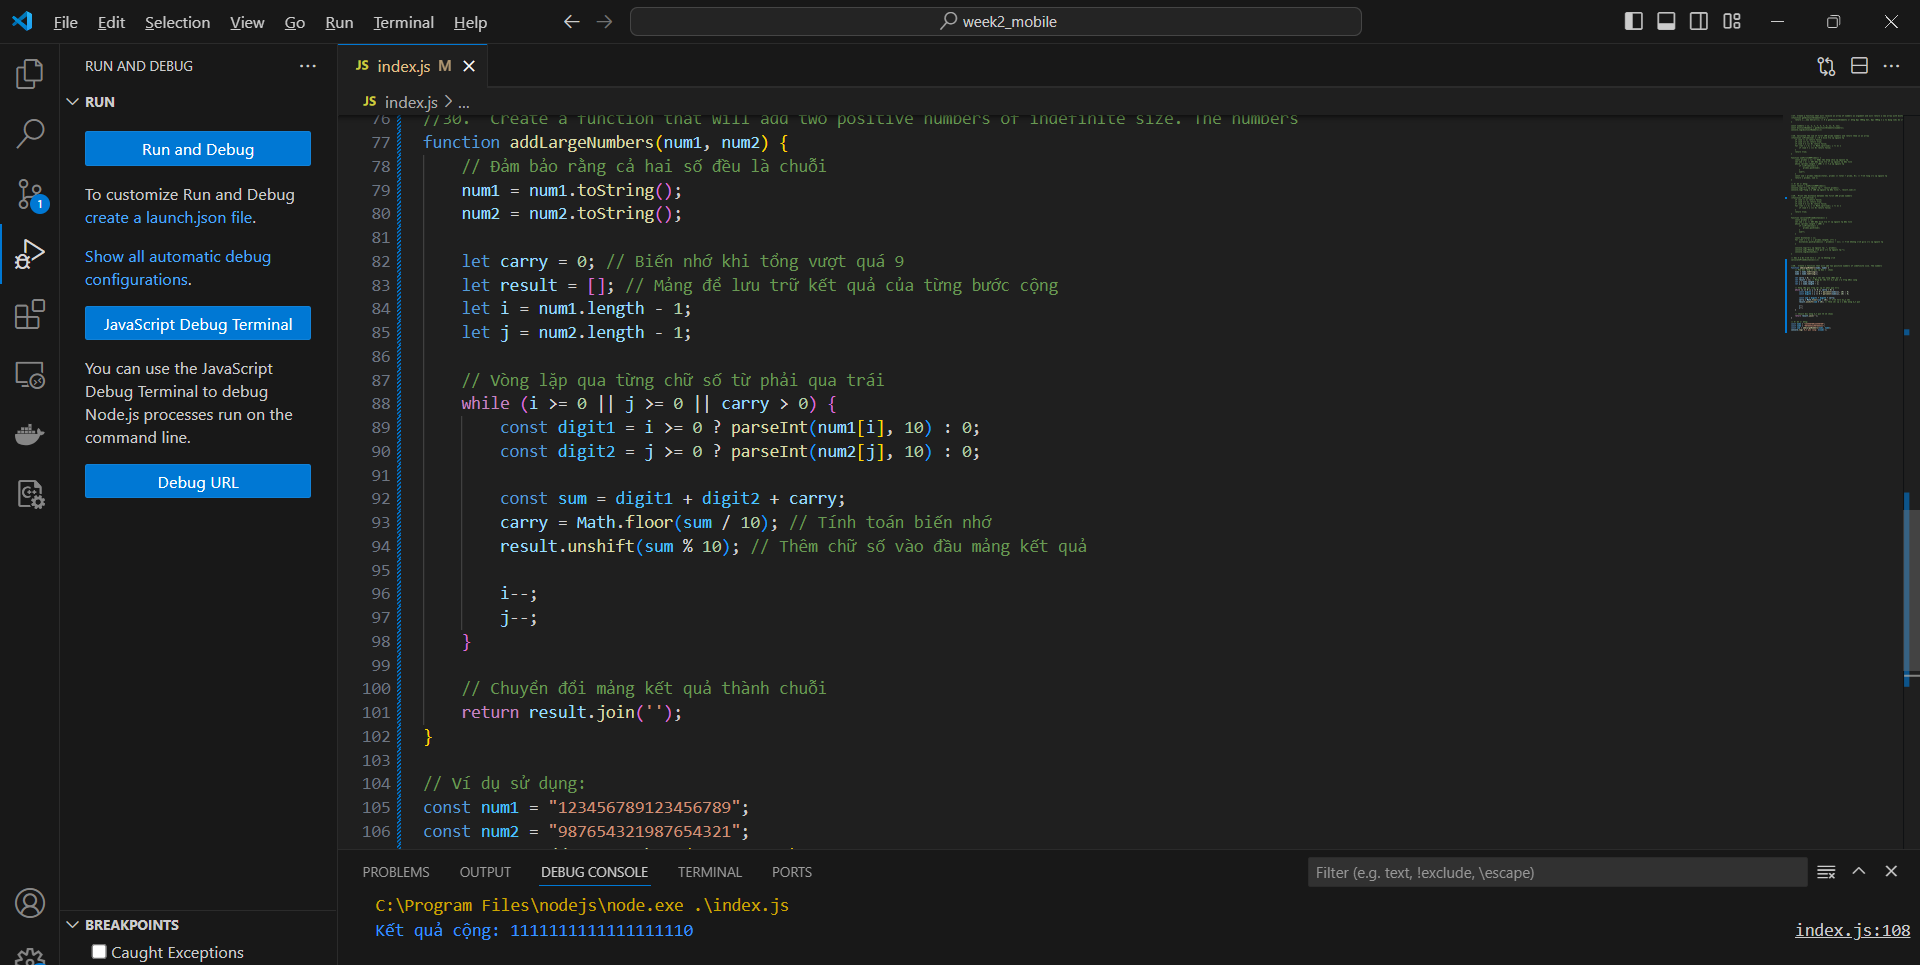 File Edit Selection View Go Run Terminal Help
week2_mobile
RUN AND DEBUG
RUN
Run and Debug
To customize Run and Debug
create a launch.json file.
Show all automatic debug
configurations.
JavaScript Debug Terminal
You can use the JavaScript
Debug Terminal to debug
Node.js processes run on the
command line.
Debug URL
BREAKPOINTS
Caught Exceptions
1
JS index.js M
JS index.js > ...
76 //30. Create a function that will add two positive numbers of indefinite size. The numbers
77 function addLargeNumbers(num1, num2) {
78 // Đảm bảo rằng cả hai số đều là chuỗi
79 num1 = num1.toString();
80 num2 = num2.toString();
81
82 let carry = 0; // Biến nhớ khi tổng vượt quá 9
83 let result = []; // Mảng để lưu trữ kết quả của từng bước cộng
84 let i = num1.length - 1;
85 let j = num2.length - 1;
86
87 // Vòng lặp qua từng chữ số từ phải qua trái
88 while (i >= 0 || j >= 0 || carry > 0) {
89 const digit1 = i >= 0 ? parseInt(num1[i], 10) : 0;
90 const digit2 = j >= 0 ? parseInt(num2[j], 10) : 0;
91
92 const sum = digit1 + digit2 + carry;
93 carry = Math.floor(sum / 10); // Tính toán biến nhớ
94 result.unshift(sum % 10); // Thêm chữ số vào đầu mảng kết quả
95
96 i--;
97 j--;
98 }
99
100 // Chuyển đổi mảng kết quả thành chuỗi
101 return result.join('');
102 }
103
104 // Ví dụ sử dụng:
105 const num1 = "123456789123456789";
106 const num2 = "987654321987654321";
PROBLEMS OUTPUT DEBUG CONSOLE TERMINAL PORTS
Filter (e.g. text, !exclude, \escape)
C:\Program Files\nodejs\node.exe .\index.js
Kết quả cộng: 1111111111111111110
index.js:108